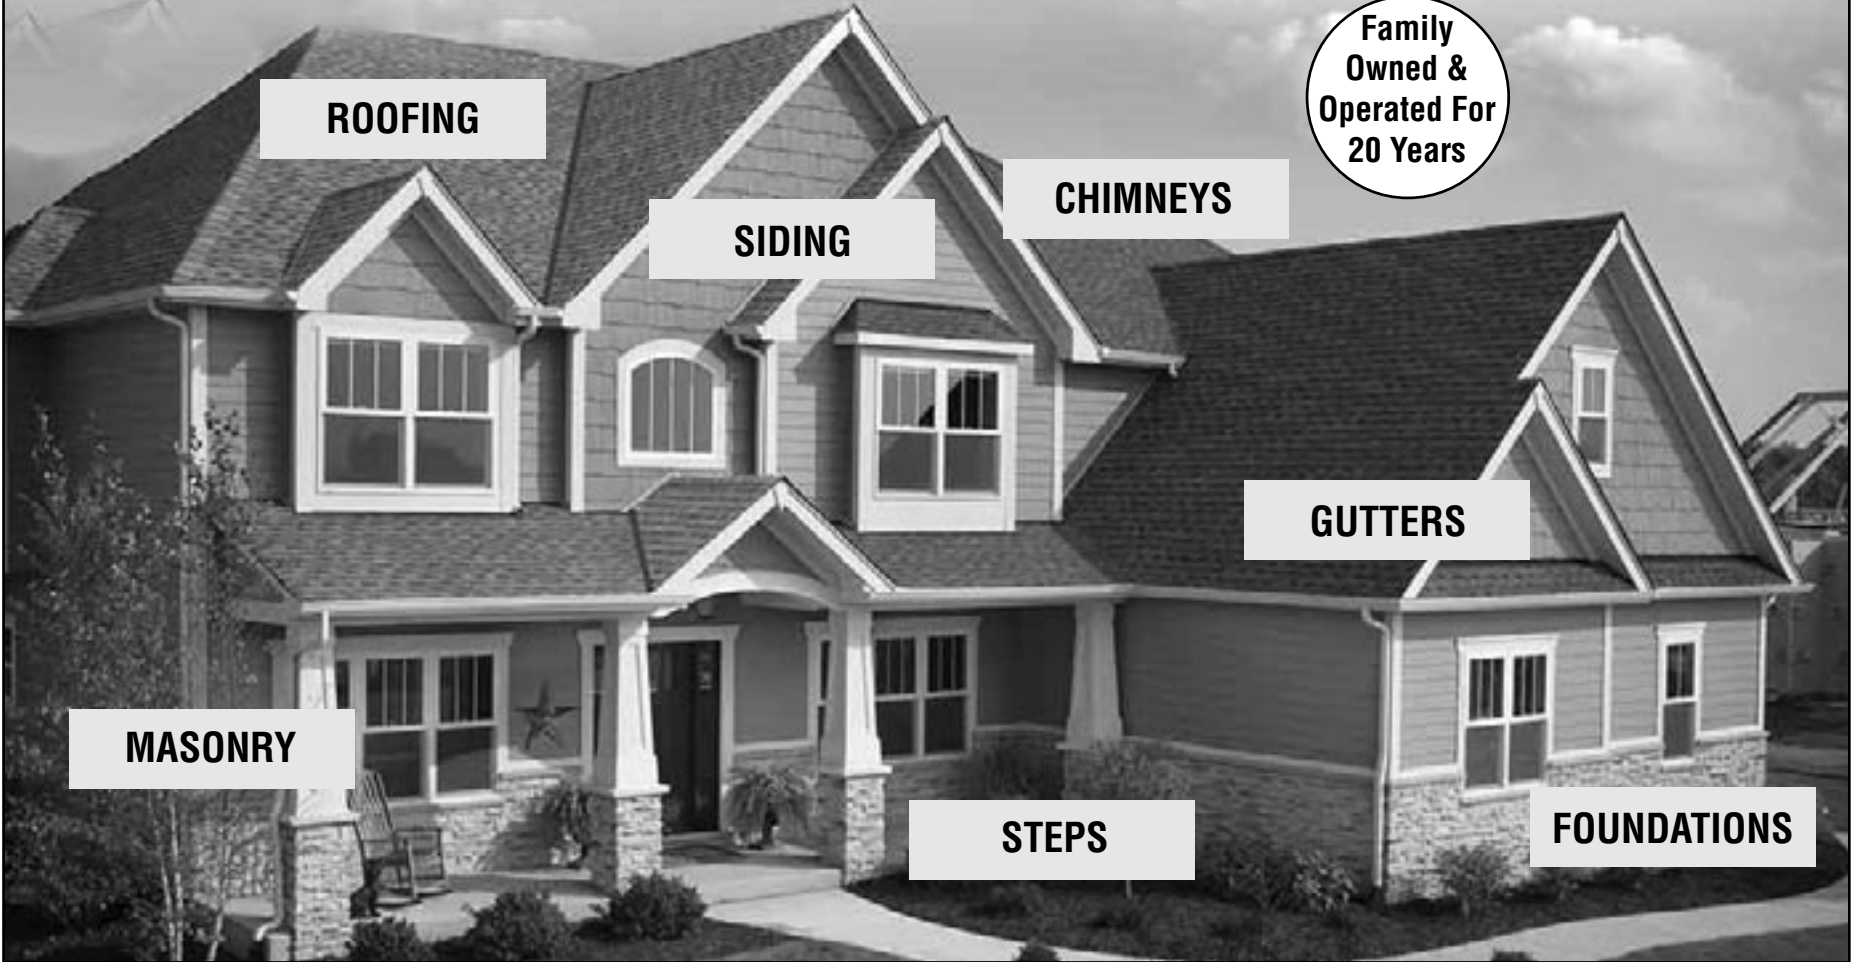 Family
Owned &
Operated For
20 Years
ROOFING
CHIMNEYS
SIDING
GUTTERS
MASONRY
STEPS
FOUNDATIONS